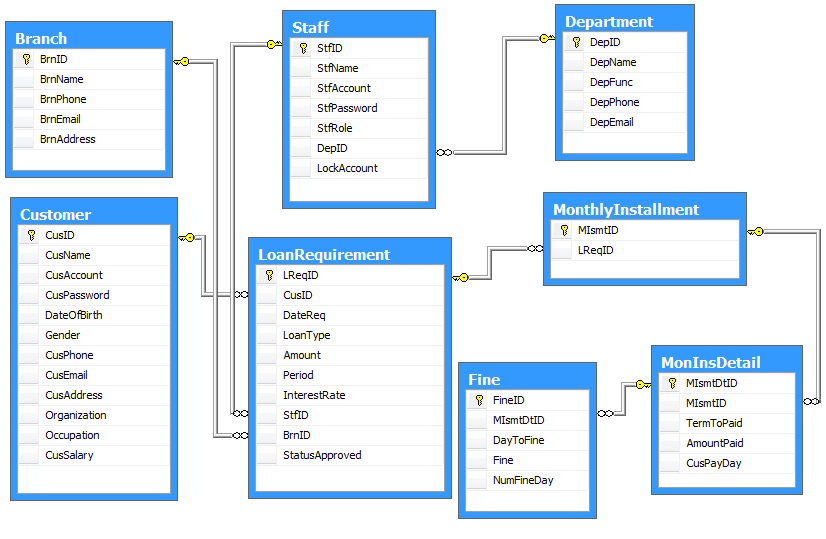 Branch
BrnID
BrnName
BrnPhone
BrnEmail
BrnAddress
Staff
StfID
StfName
StfAccount
StfPassword
StfRole
DepID
LockAccount
Department
DepID
DepName
DepFunc
DepPhone
DepEmail
Customer
CusID
CusName
CusAccount
CusPassword
DateOfBirth
Gender
CusPhone
CusEmail
CusAddress
Organization
Occupation
CusSalary
LoanRequirement
LReqID
CusID
DateReq
LoanType
Amount
Period
InterestRate
StfID
BrnID
StatusApproved
MonthlyInstallment
MIsmtID
LReqID
Fine
FineID
MIsmtDtID
DayToFine
Fine
NumFineDay
MonInsDetail
MIsmtDtID
MIsmtID
TermToPaid
AmountPaid
CusPayDay